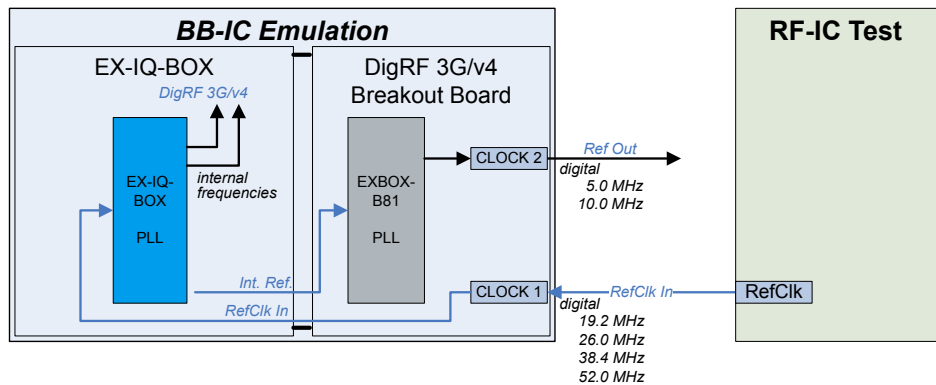 BB-IC Emulation
EX-IQ-BOX
DigRF 3G/v4
internal
frequencies
EX-IQ-
BOX
PLL
DigRF 3G/v4
Breakout Board
EXBOX-
B81
PLL
CLOCK 2
Ref Out
digital
5.0 MHz
10.0 MHz
Int. Ref.
RefClk In
CLOCK 1
RefClk In
digital
19.2 MHz
26.0 MHz
38.4 MHz
52.0 MHz
RF-IC Test
RefClk